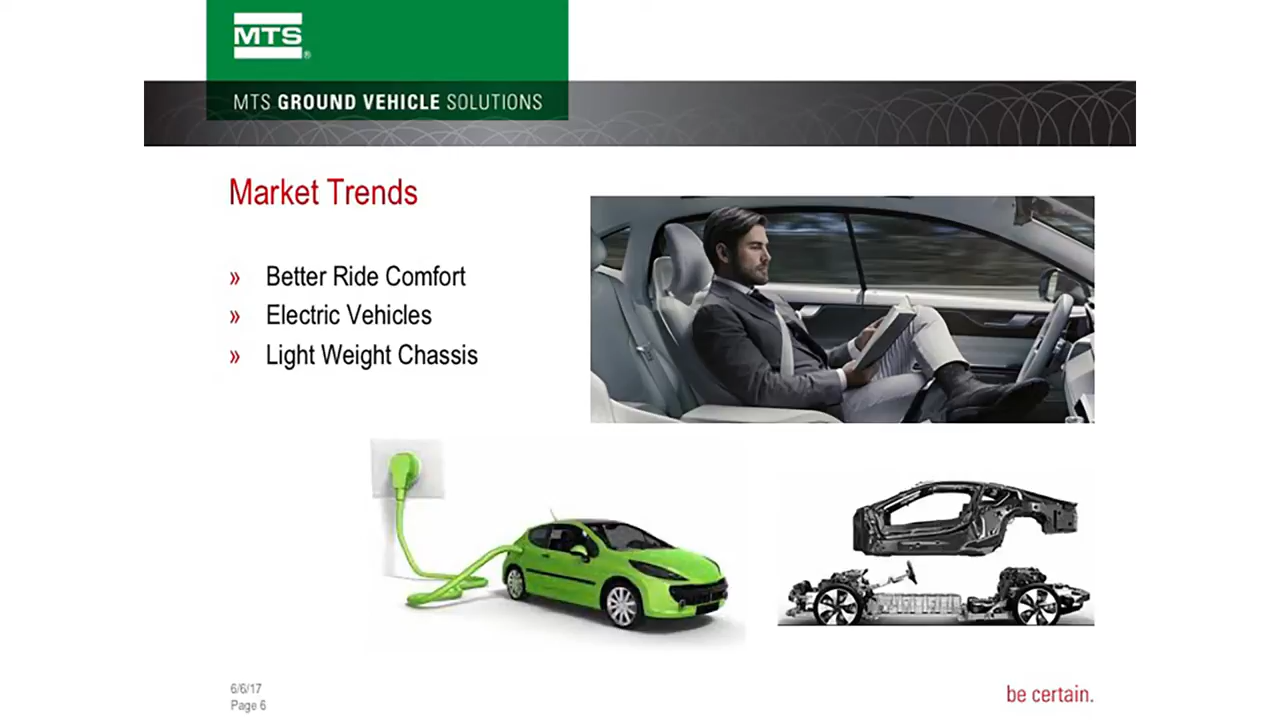 MTS®
MTS GROUND VEHICLE SOLUTIONS
Market Trends
» Better Ride Comfort
» Electric Vehicles
» Light Weight Chassis
6/6/17
Page 6
be certain.